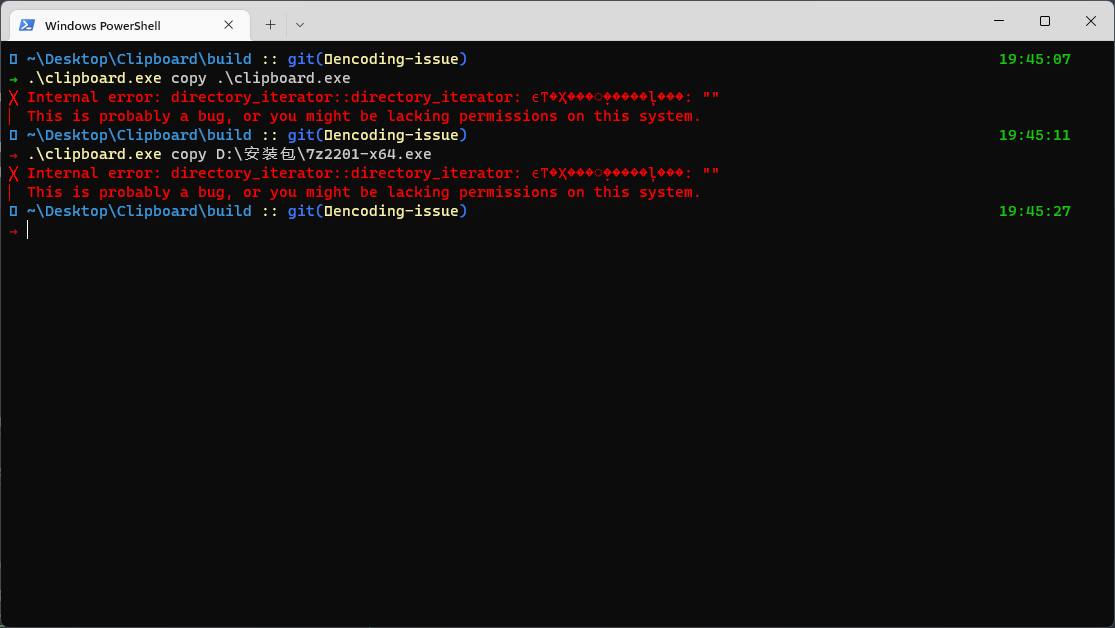 Windows PowerShell
~\Desktop\Clipboard\build :: git(encoding-issue) 19:45:07
→ .\clipboard.exe copy .\clipboard.exe
X Internal error: directory_iterator::directory_iterator: : ""
| This is probably a bug, or you might be lacking permissions on this system.
~\Desktop\Clipboard\build :: git(encoding-issue) 19:45:11
→ .\clipboard.exe copy D:\安装包\7z2201-x64.exe
X Internal error: directory_iterator::directory_iterator: : ""
| This is probably a bug, or you might be lacking permissions on this system.
~\Desktop\Clipboard\build :: git(encoding-issue) 19:45:27
→